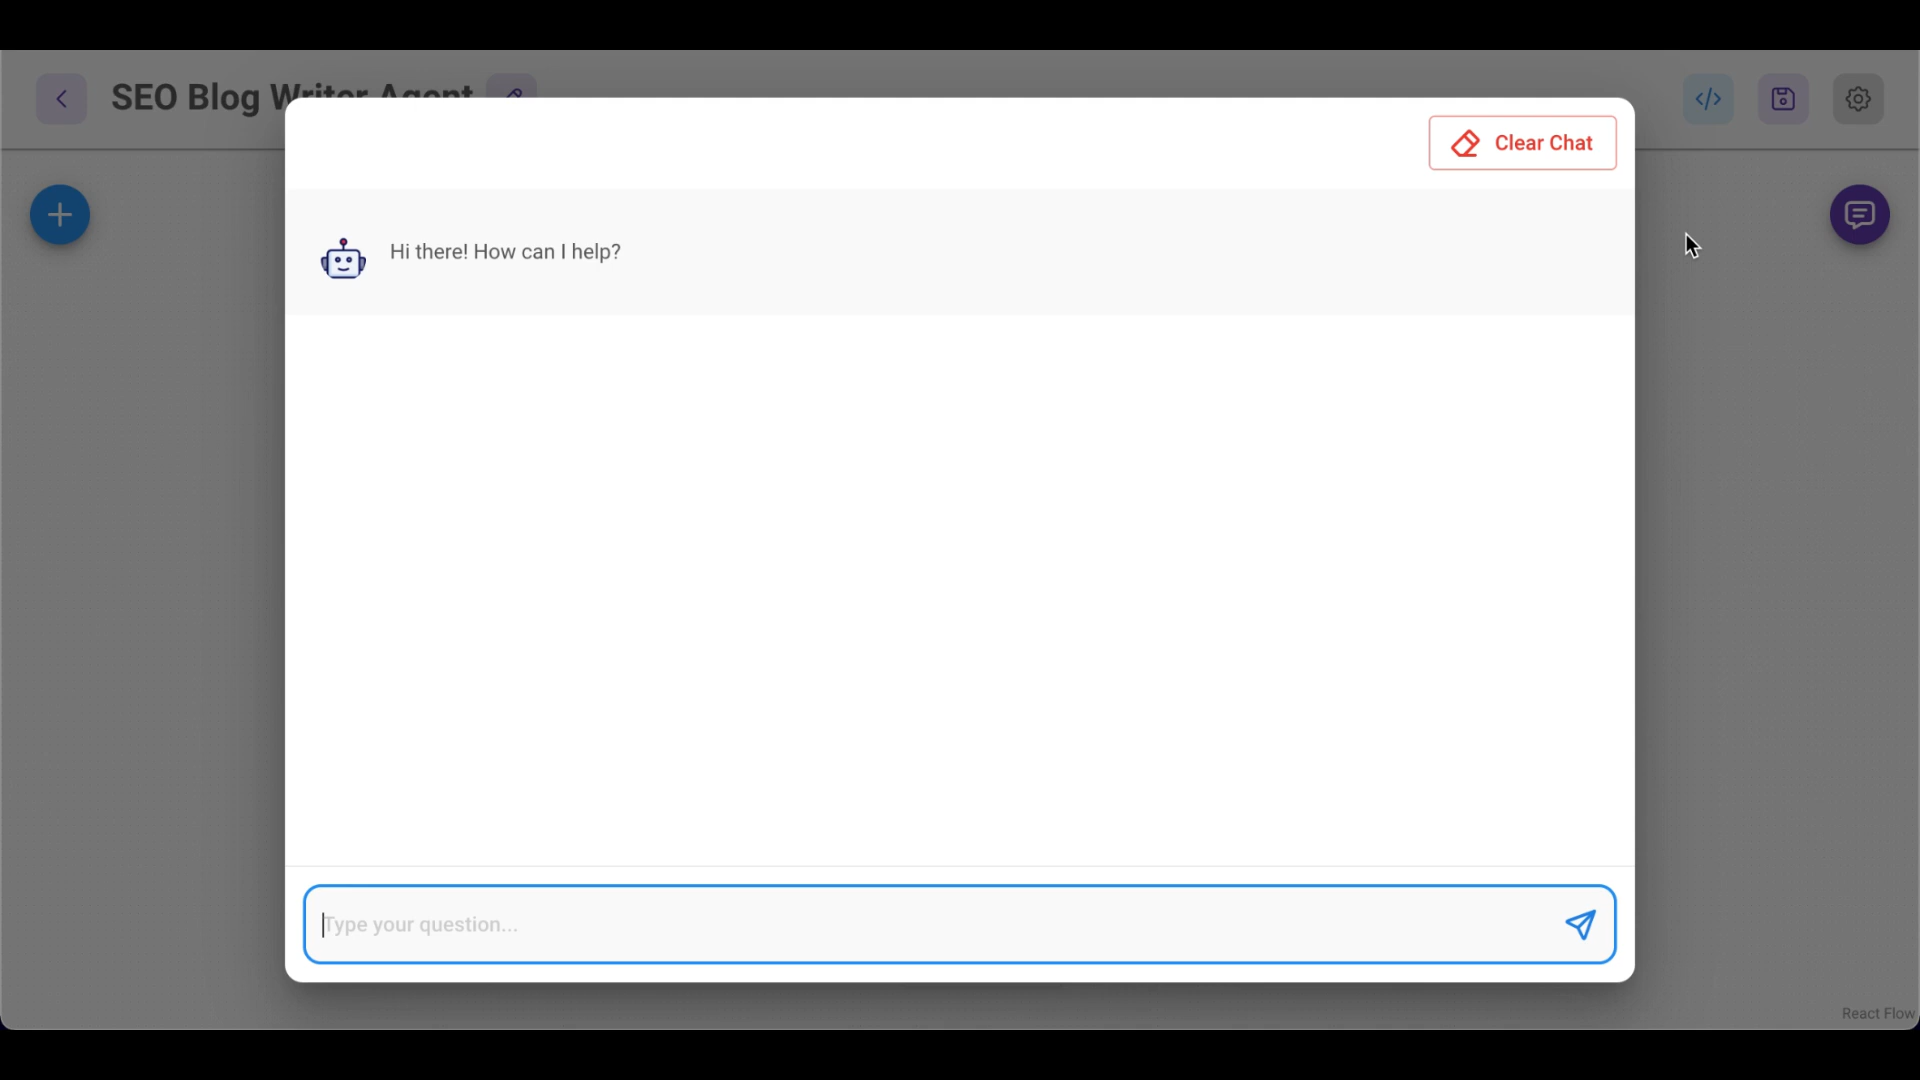 SEO Blog Writer Agent
Clear Chat
Hi there! How can I help?
Type your question...
React Flow